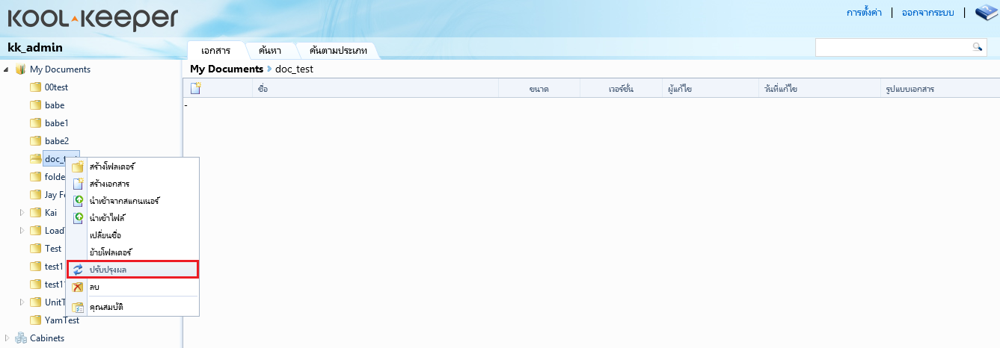 KOOL-KEEPER
การตั้งค่า | ออกจากระบบ |
kk_admin
เอกสาร
ค้นหา
ค้นตามประเภท
My Documents
00test
babe
babe1
babe2
doc_
folde
Jay Fe
Kai
Load
Test
test1
test1
UnitT
YamTest
Cabinets
My Documents doc_test
ชื่อ ขนาด เวอร์ชั่น ผู้แก้ไข วันที่แก้ไข รูปแบบเอกสาร
-
สร้างโฟลเดอร์
สร้างเอกสาร
นำเข้าจากสแกนเนอร์
นำเข้าไฟล์
เปลี่ยนชื่อ
ย้ายโฟลเดอร์
ปรับปรุงผล
ลบ
คุณสมบัติ